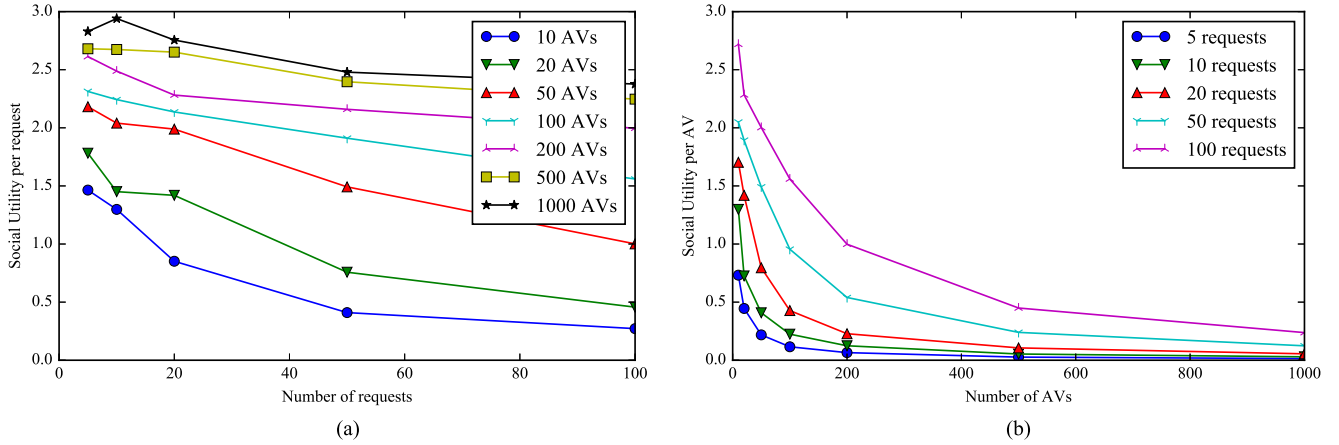 3.0
2.5
2.0
1.5
1.0
0.5
0.0
Social Utility per request
0
20
40
60
80
100
Number of requests
10 AVs
20 AVs
50 AVs
100 AVs
200 AVs
500 AVs
1000 AVs
(a)
3.0
2.5
2.0
1.5
1.0
0.5
0.0
Social Utility per AV
0
200
400
600
800
1000
Number of AVs
5 requests
10 requests
20 requests
50 requests
100 requests
(b)